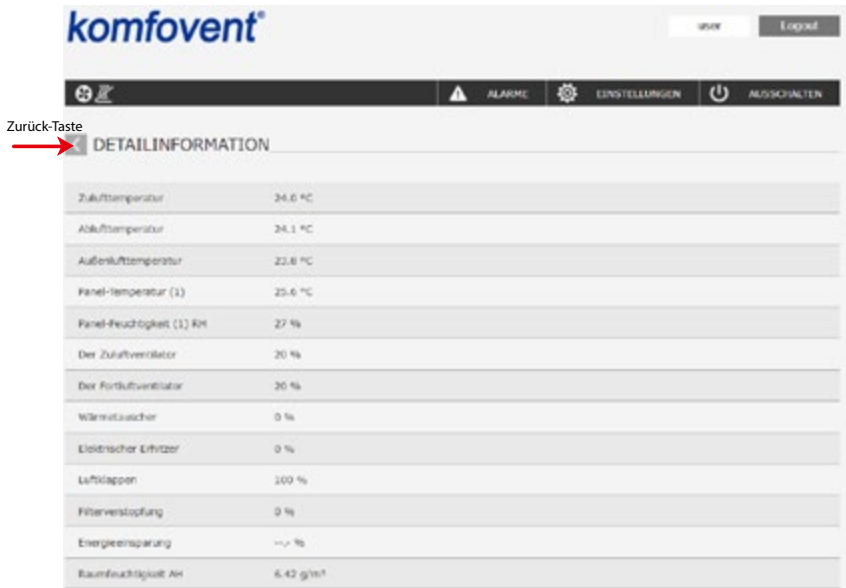 komfovent®
user Logout
ALARME EINSTELLUNGEN AUSSCHALTEN
Zurück-Taste
DETAILINFORMATION
Zulufttemperatur 24.0 °C
Ablufttemperatur 24.1 °C
Außenlufttemperatur 23.8 °C
Panel-Temperatur (1) 25.6 °C
Panel-Feuchtigkeit (1) RH 27 %
Der Zuluftventilator 20 %
Der Fortluftventilator 20 %
Wärmetauscher 0 %
Elektrischer Erhitzer 0 %
Luftklappen 100 %
Filterverstopfung 0 %
Energieeinsparung --.- %
Raumfeuchtigkeit AH 6.42 g/m³